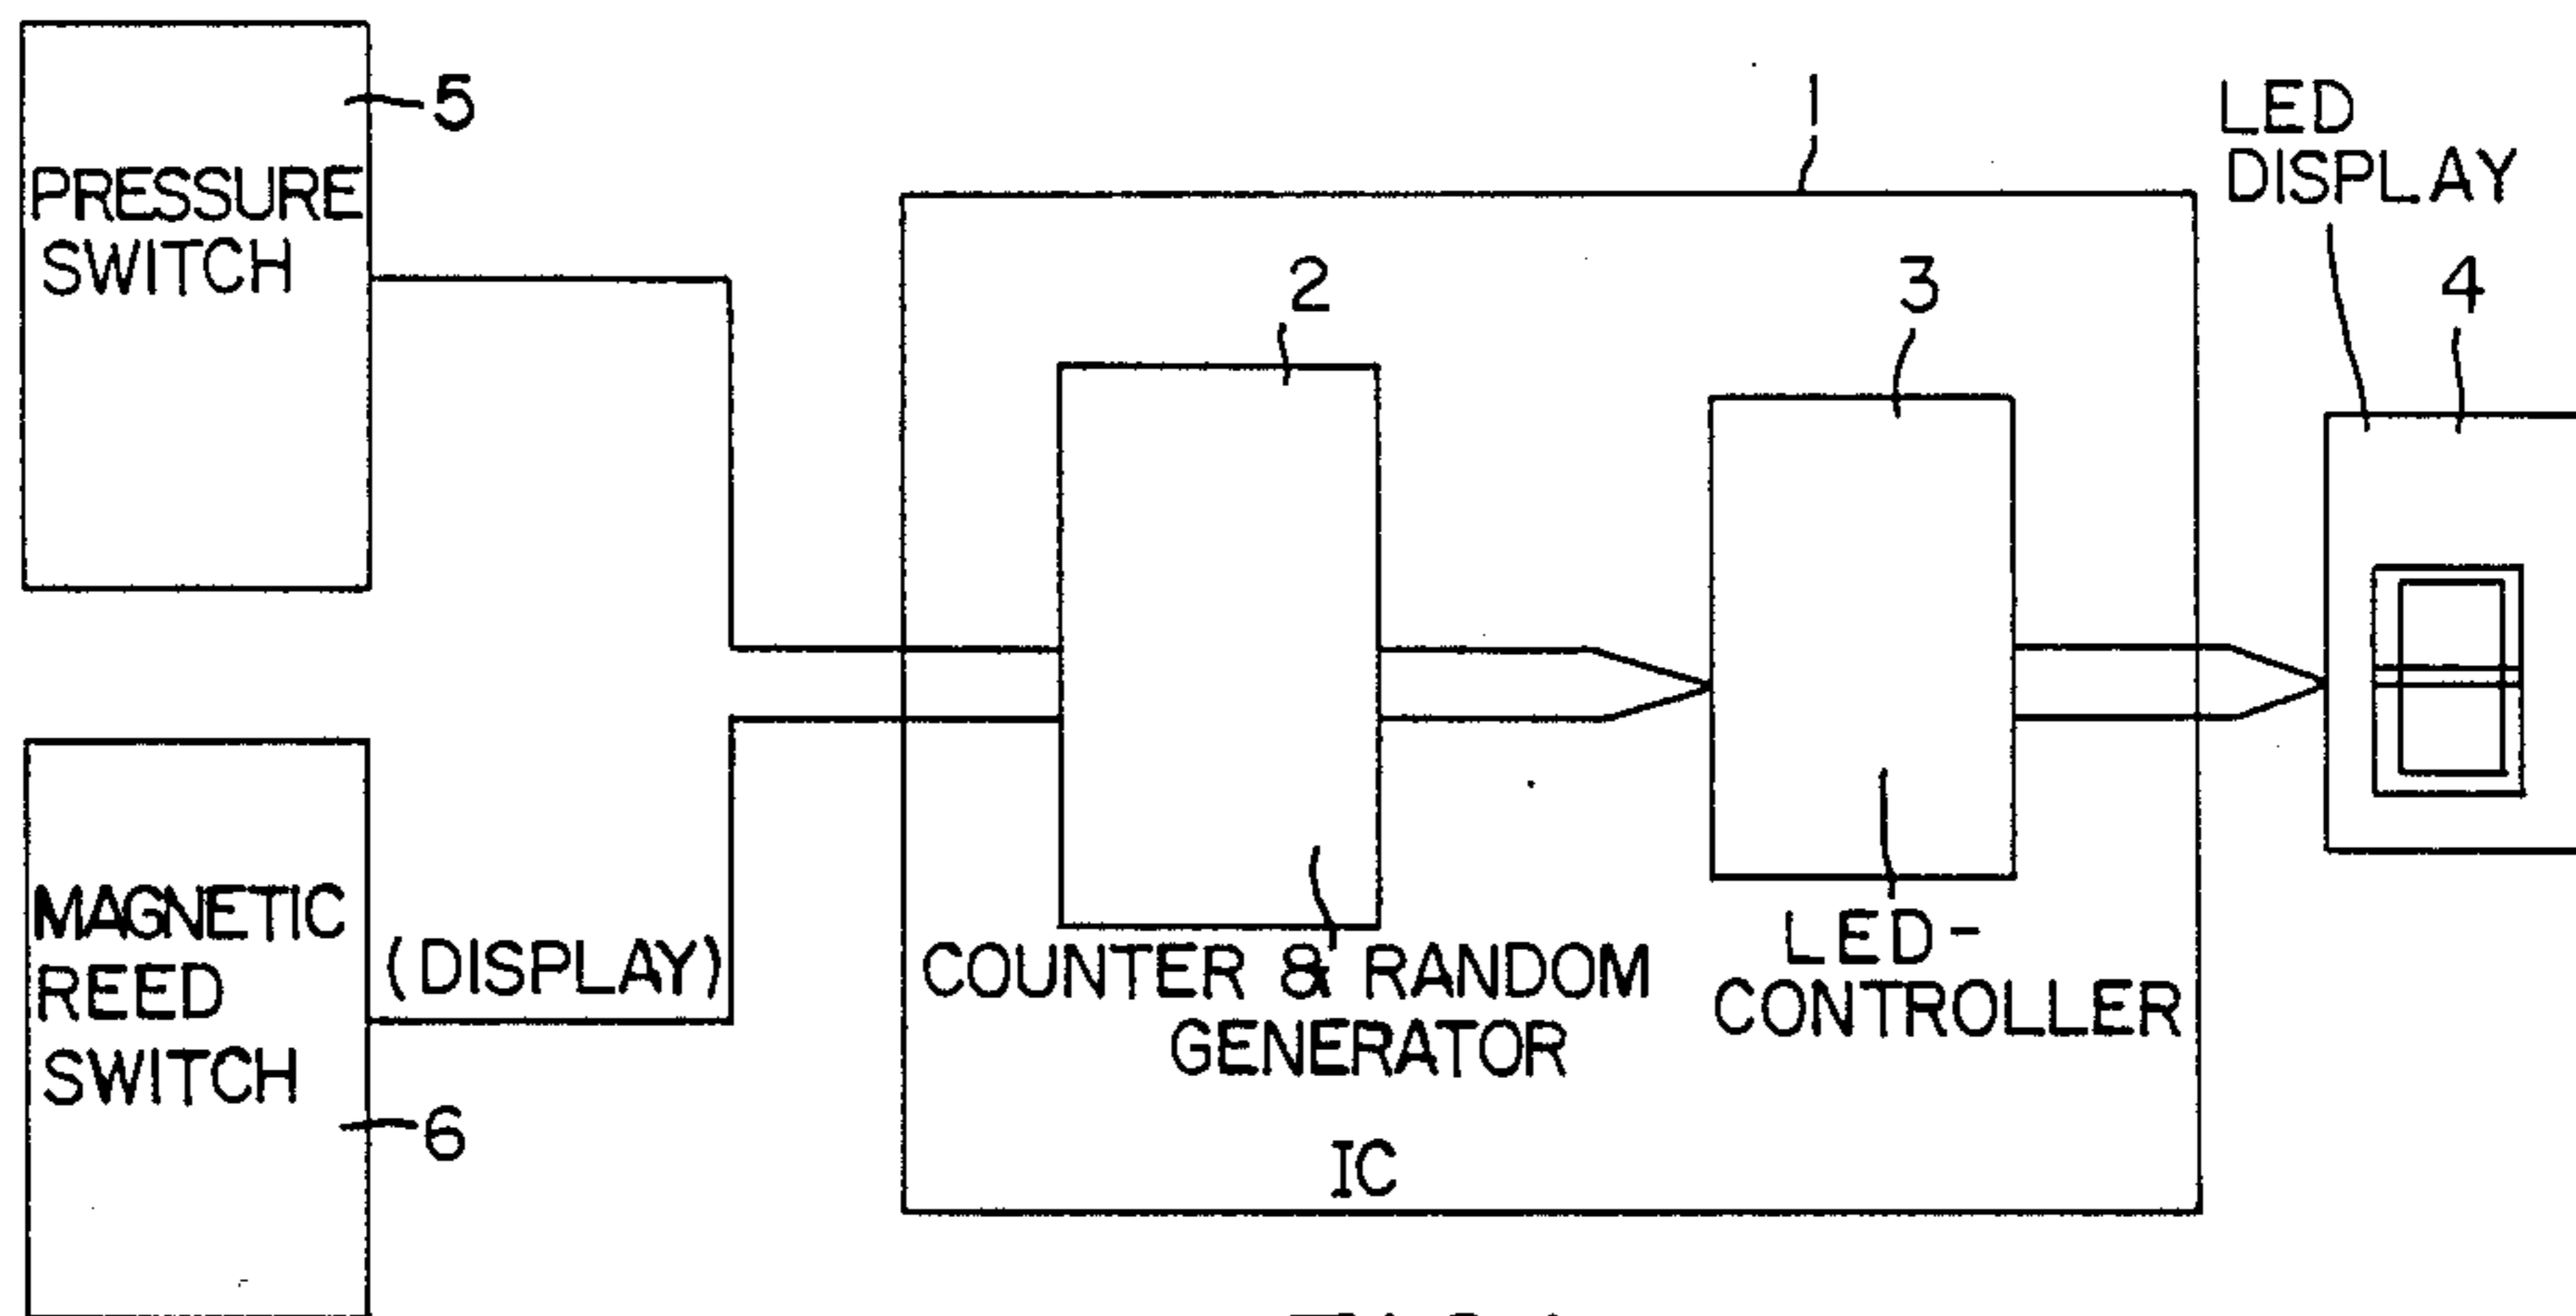 5
PRESSURE
SWITCH
1
LED
DISPLAY
2
3
4
MAGNETIC
REED
SWITCH
(DISPLAY)
6
COUNTER & RANDOM
GENERATOR
LED-
CONTROLLER
IC